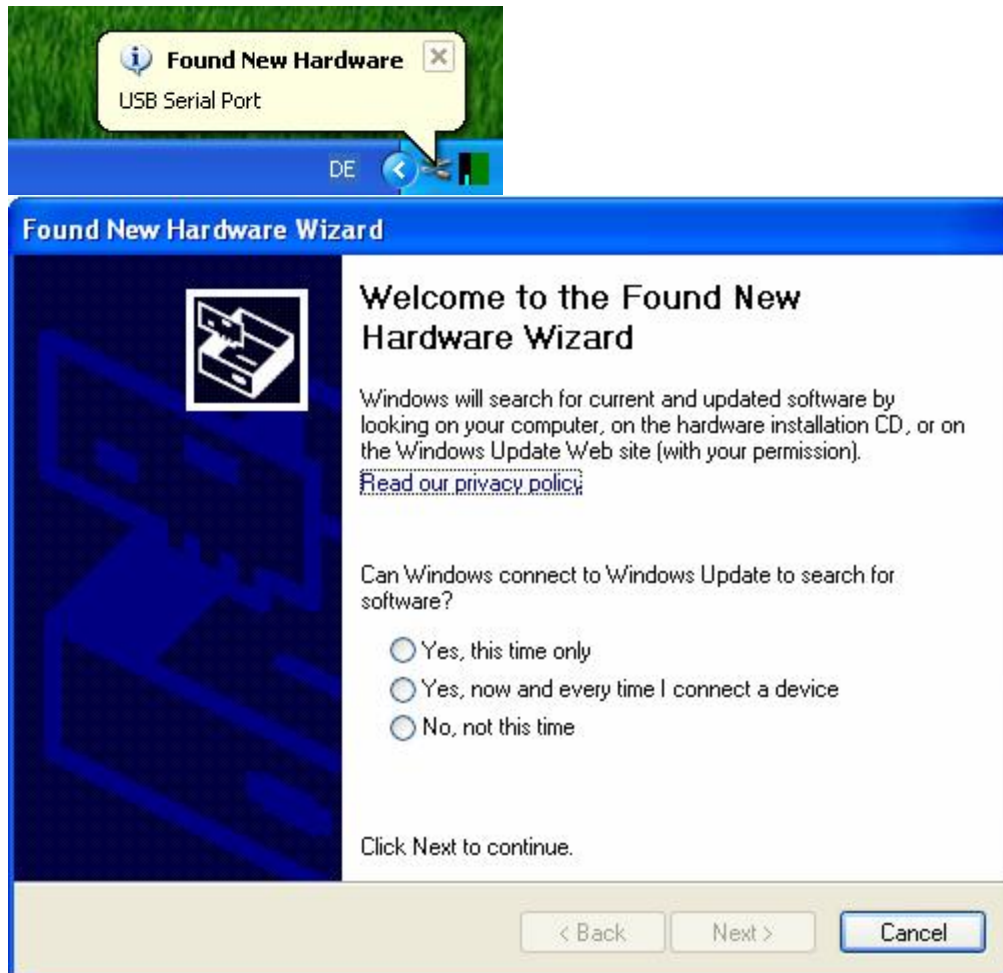 Found New Hardware
USB Serial Port
DE
Found New Hardware Wizard
Welcome to the Found New
Hardware Wizard
Windows will search for current and updated software by
looking on your computer, on the hardware installation CD, or on
the Windows Update Web site (with your permission).
Read our privacy policy
Can Windows connect to Windows Update to search for
software?
Yes, this time only
Yes, now and every time I connect a device
No, not this time
Click Next to continue.
< Back Next > Cancel